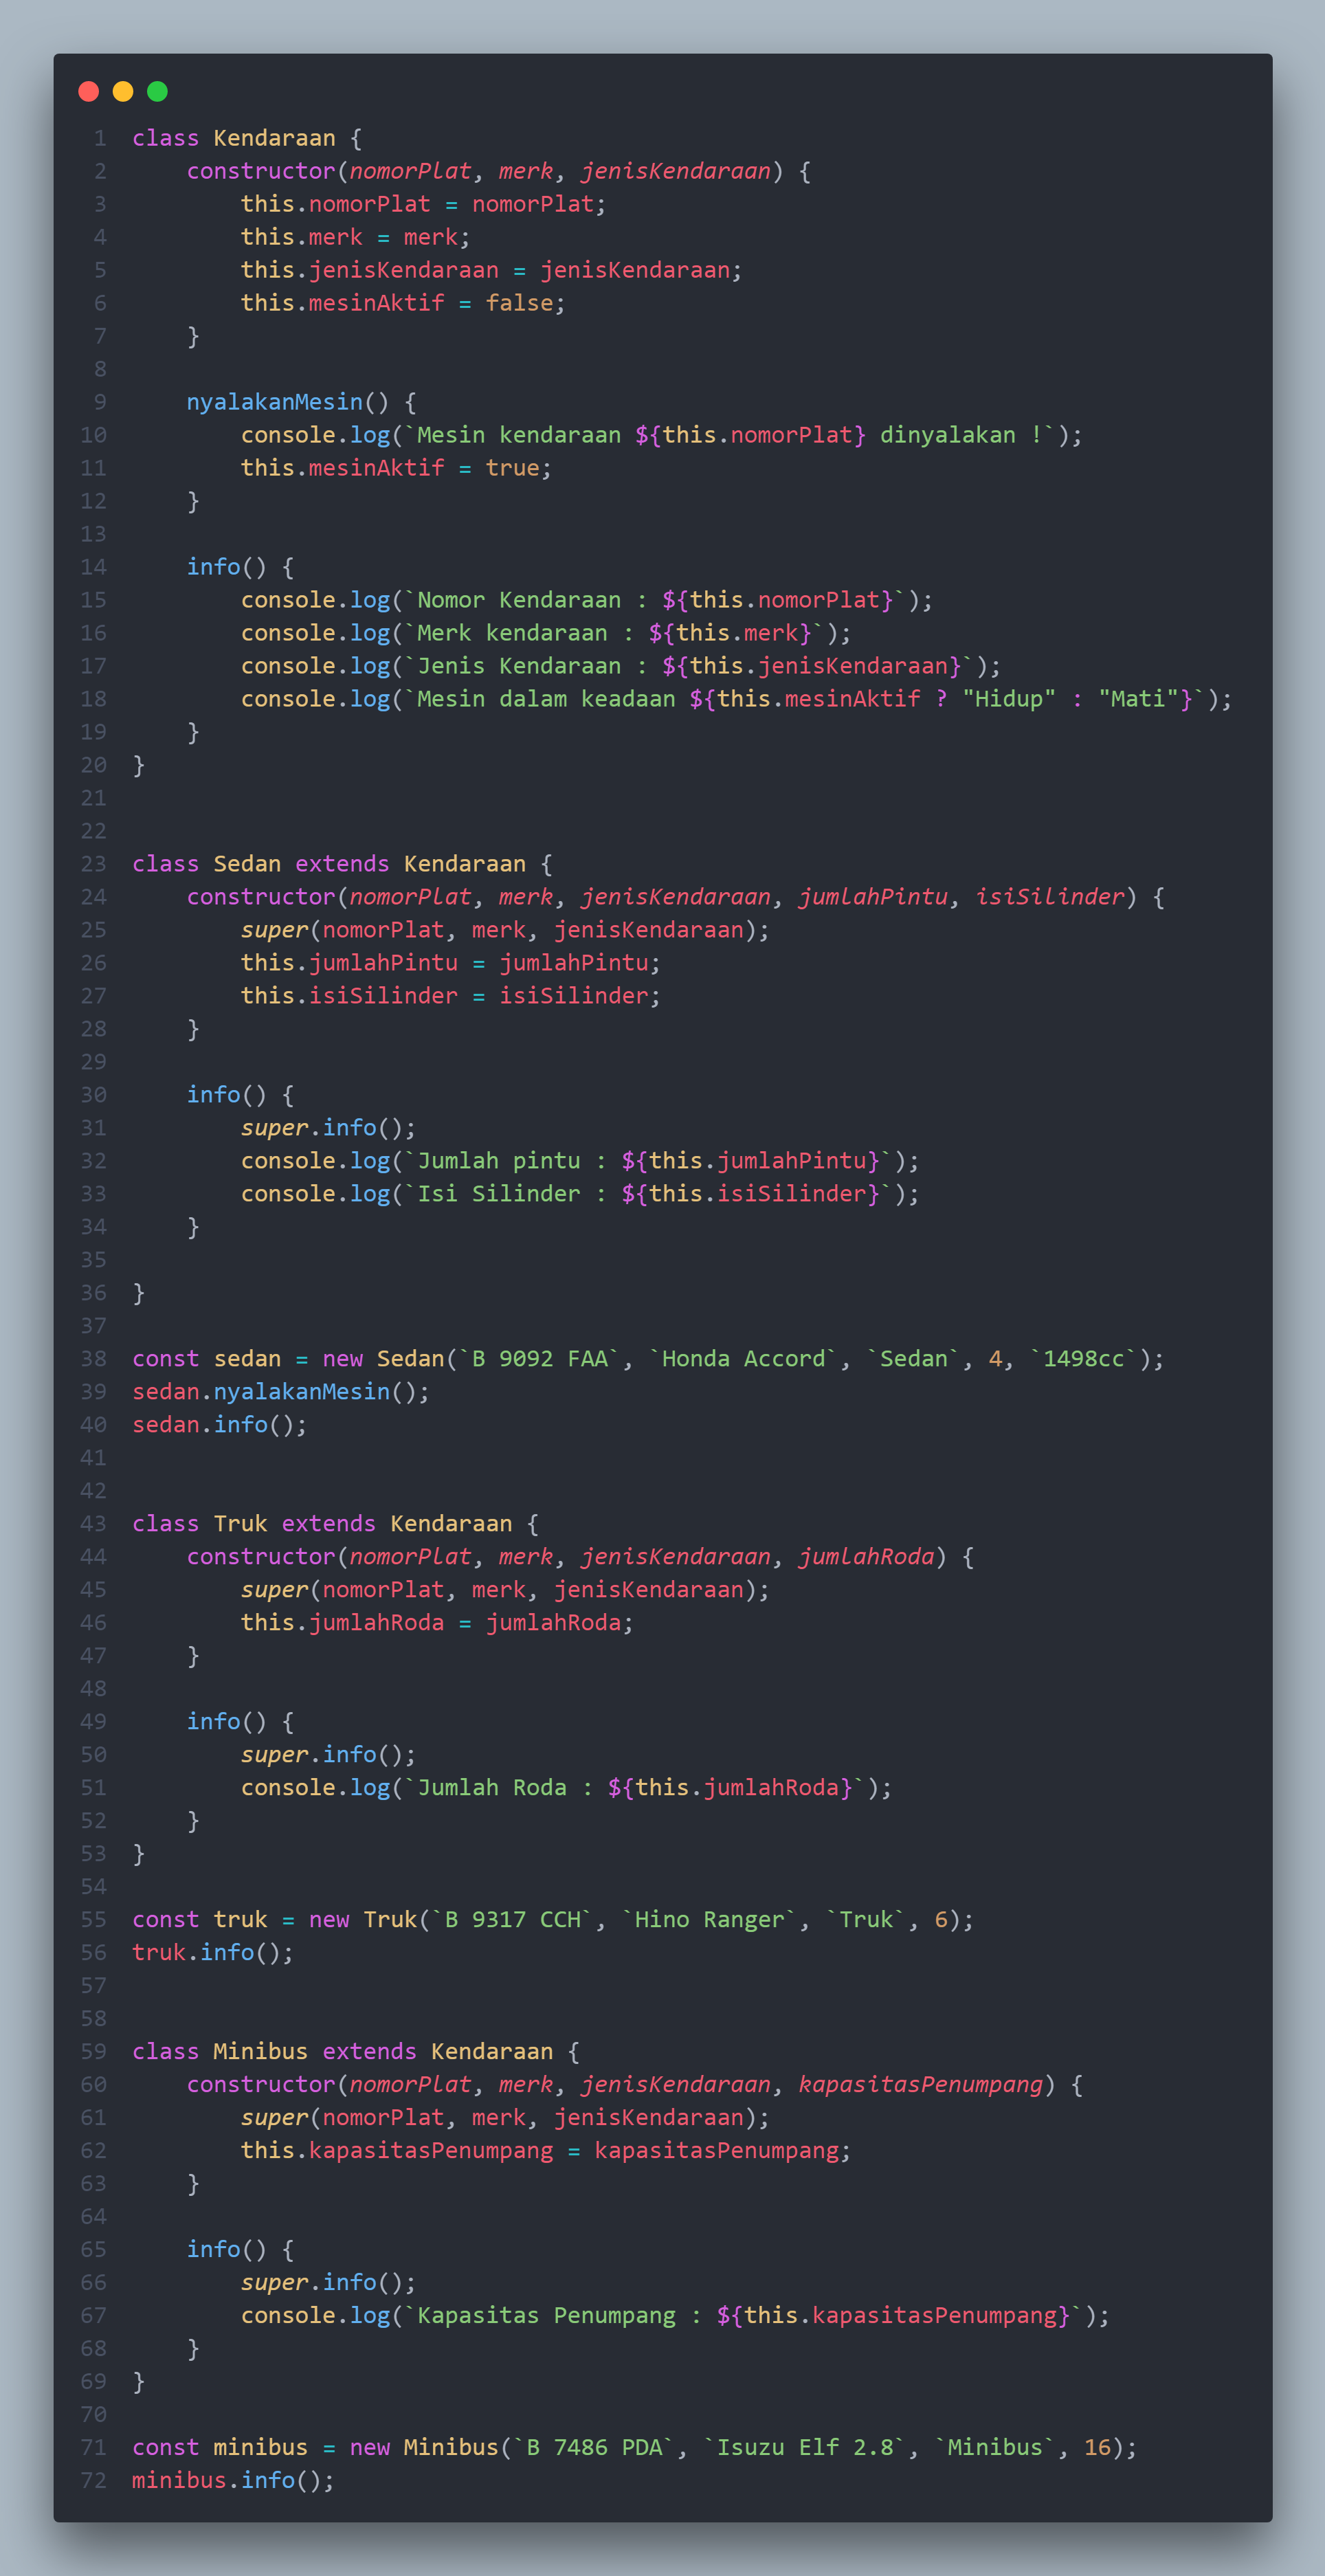 1 class Kendaraan {
2     constructor(nomorPlat, merk, jenisKendaraan) {
3         this.nomorPlat = nomorPlat;
4         this.merk = merk;
5         this.jenisKendaraan = jenisKendaraan;
6         this.mesinAktif = false;
7     }
8
9     nyalakanMesin() {
10         console.log(`Mesin kendaraan ${this.nomorPlat} dinyalakan !`);
11         this.mesinAktif = true;
12     }
13
14     info() {
15         console.log(`Nomor Kendaraan : ${this.nomorPlat}`);
16         console.log(`Merk kendaraan : ${this.merk}`);
17         console.log(`Jenis Kendaraan : ${this.jenisKendaraan}`);
18         console.log(`Mesin dalam keadaan ${this.mesinAktif ? "Hidup" : "Mati"}`);
19     }
20 }
21
22
23 class Sedan extends Kendaraan {
24     constructor(nomorPlat, merk, jenisKendaraan, jumlahPintu, isiSilinder) {
25         super(nomorPlat, merk, jenisKendaraan);
26         this.jumlahPintu = jumlahPintu;
27         this.isiSilinder = isiSilinder;
28     }
29
30     info() {
31         super.info();
32         console.log(`Jumlah pintu : ${this.jumlahPintu}`);
33         console.log(`Isi Silinder : ${this.isiSilinder}`);
34     }
35
36 }
37
38 const sedan = new Sedan(`B 9092 FAA`, `Honda Accord`, `Sedan`, 4, `1498cc`);
39 sedan.nyalakanMesin();
40 sedan.info();
41
42
43 class Truk extends Kendaraan {
44     constructor(nomorPlat, merk, jenisKendaraan, jumlahRoda) {
45         super(nomorPlat, merk, jenisKendaraan);
46         this.jumlahRoda = jumlahRoda;
47     }
48
49     info() {
50         super.info();
51         console.log(`Jumlah Roda : ${this.jumlahRoda}`);
52     }
53 }
54
55 const truk = new Truk(`B 9317 CCH`, `Hino Ranger`, `Truk`, 6);
56 truk.info();
57
58
59 class Minibus extends Kendaraan {
60     constructor(nomorPlat, merk, jenisKendaraan, kapasitasPenumpang) {
61         super(nomorPlat, merk, jenisKendaraan);
62         this.kapasitasPenumpang = kapasitasPenumpang;
63     }
64
65     info() {
66         super.info();
67         console.log(`Kapasitas Penumpang : ${this.kapasitasPenumpang}`);
68     }
69 }
70
71 const minibus = new Minibus(`B 7486 PDA`, `Isuzu Elf 2.8`, `Minibus`, 16);
72 minibus.info();